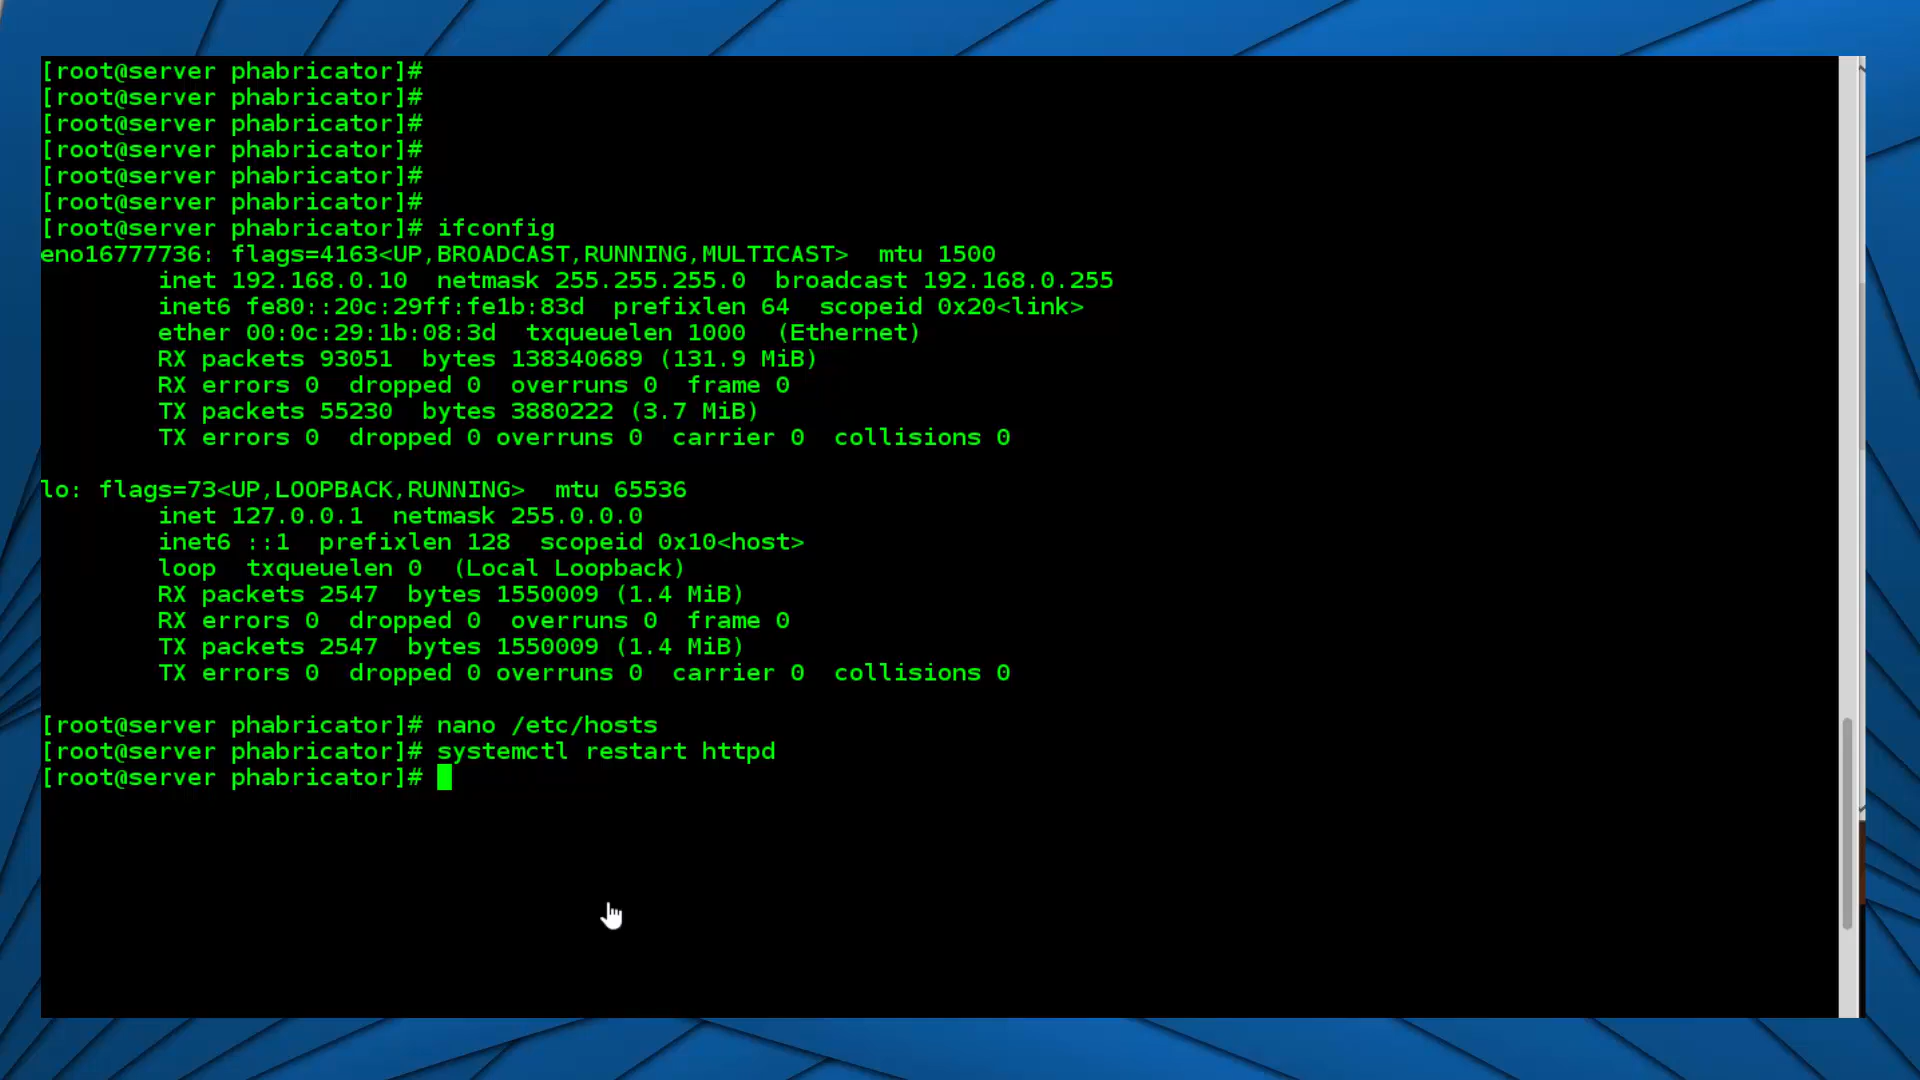 [root@server phabricator]#
[root@server phabricator]#
[root@server phabricator]#
[root@server phabricator]#
[root@server phabricator]#
[root@server phabricator]#
[root@server phabricator]# ifconfig
eno16777736: flags=4163<UP,BROADCAST,RUNNING,MULTICAST>  mtu 1500
        inet 192.168.0.10  netmask 255.255.255.0  broadcast 192.168.0.255
        inet6 fe80::20c:29ff:fe1b:83d  prefixlen 64  scopeid 0x20<link>
        ether 00:0c:29:1b:08:3d  txqueuelen 1000  (Ethernet)
        RX packets 93051  bytes 138340689 (131.9 MiB)
        RX errors 0  dropped 0  overruns 0  frame 0
        TX packets 55230  bytes 3880222 (3.7 MiB)
        TX errors 0  dropped 0 overruns 0  carrier 0  collisions 0

lo: flags=73<UP,LOOPBACK,RUNNING>  mtu 65536
        inet 127.0.0.1  netmask 255.0.0.0
        inet6 ::1  prefixlen 128  scopeid 0x10<host>
        loop  txqueuelen 0  (Local Loopback)
        RX packets 2547  bytes 1550009 (1.4 MiB)
        RX errors 0  dropped 0  overruns 0  frame 0
        TX packets 2547  bytes 1550009 (1.4 MiB)
        TX errors 0  dropped 0 overruns 0  carrier 0  collisions 0

[root@server phabricator]# nano /etc/hosts
[root@server phabricator]# systemctl restart httpd
[root@server phabricator]#